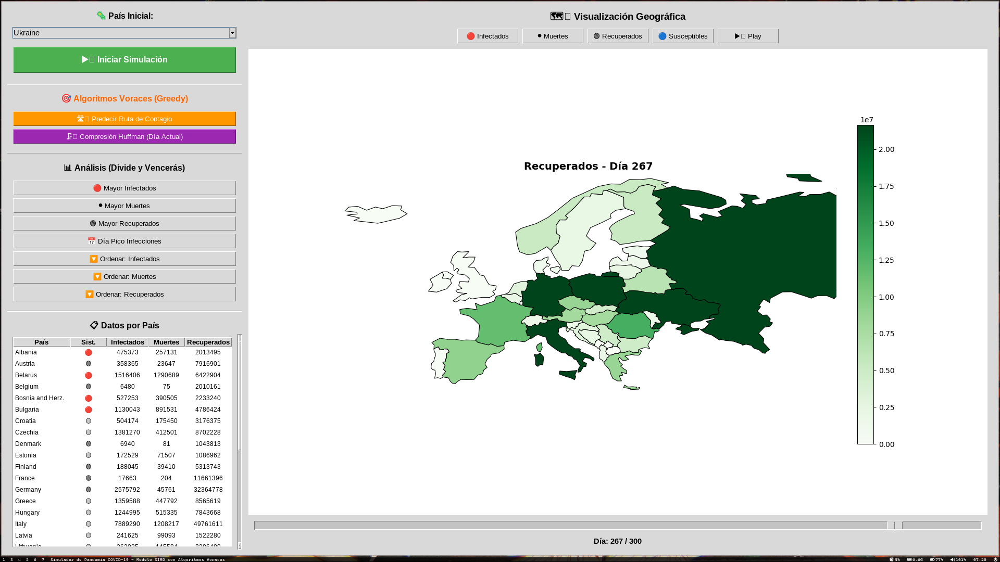 País Inicial:
Ukraine
Iniciar Simulación
Algoritmos Voraces (Greedy)
Predecir Ruta de Contagio
Compresión Huffman (Día Actual)
Análisis (Divide y Vencerás)
Mayor Infectados
Mayor Muertes
Mayor Recuperados
Día Pico Infecciones
Ordenar: Infectados
Ordenar: Muertes
Ordenar: Recuperados
Datos por País
País Sist. Infectados Muertes Recuperados
Albania 475373 257131 2013495
Austria 358365 23647 7916901
Belarus 1516406 1290689 6422904
Belgium 6480 75 2010161
Bosnia and Herz. 527253 390505 2233240
Bulgaria 1130043 891531 4786424
Croatia 504174 175450 3176375
Czechia 1381270 412501 8702228
Denmark 6940 81 1043813
Estonia 172529 71507 1086962
Finland 188045 39410 5313743
France 17663 204 11661396
Germany 2575792 45761 32364778
Greece 1359588 447792 8565619
Hungary 1244995 515335 7843668
Italy 7889290 1208217 49761611
Latvia 241625 99093 1522280
Visualización Geográfica
Infectados Muertes Recuperados Susceptibles Play
Recuperados - Día 267
1e7
2.00
1.75
1.50
1.25
1.00
0.75
0.50
0.25
0.00
Día: 267 / 300
1 3 4 5 6 7 Simulador de Pandemia COVID-19 - Modelo SIRD con Algoritmos Voraces
4% 6.6G 77% 101% 07:20